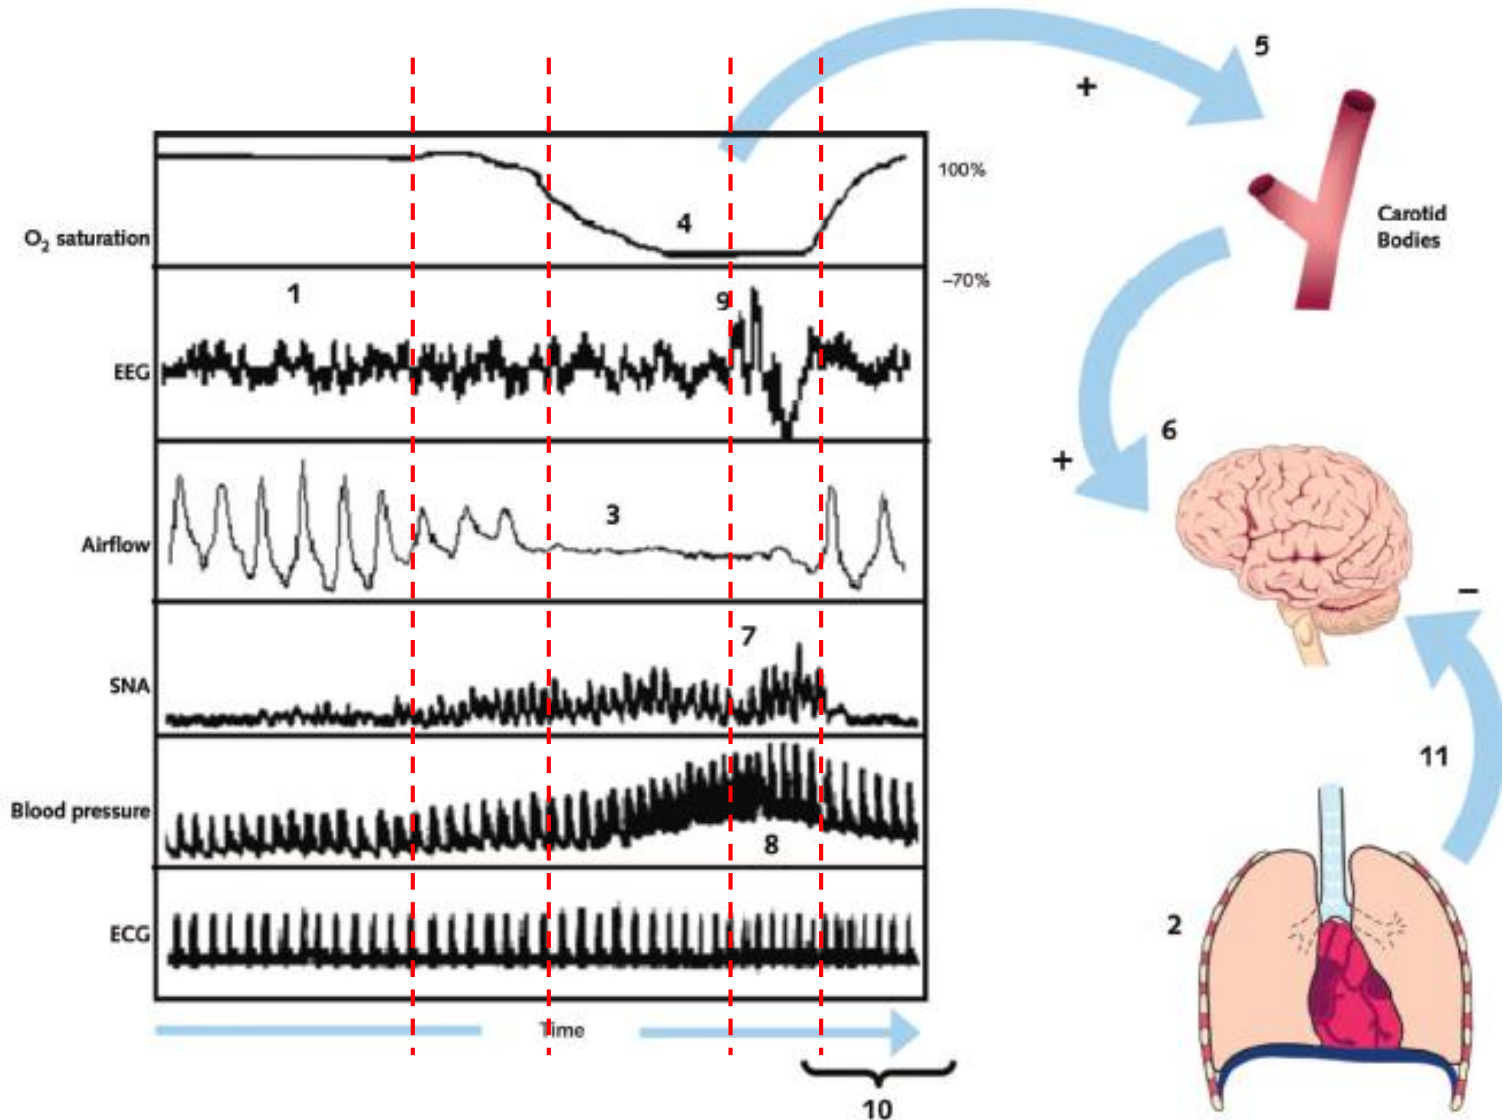 5
+
100%
4
Carotid
Bodies
O2 saturation
–70%
1
9
EEG
6
+
3
Airflow
–
7
SNA
11
Blood pressure
8
2
ECG
Time
10